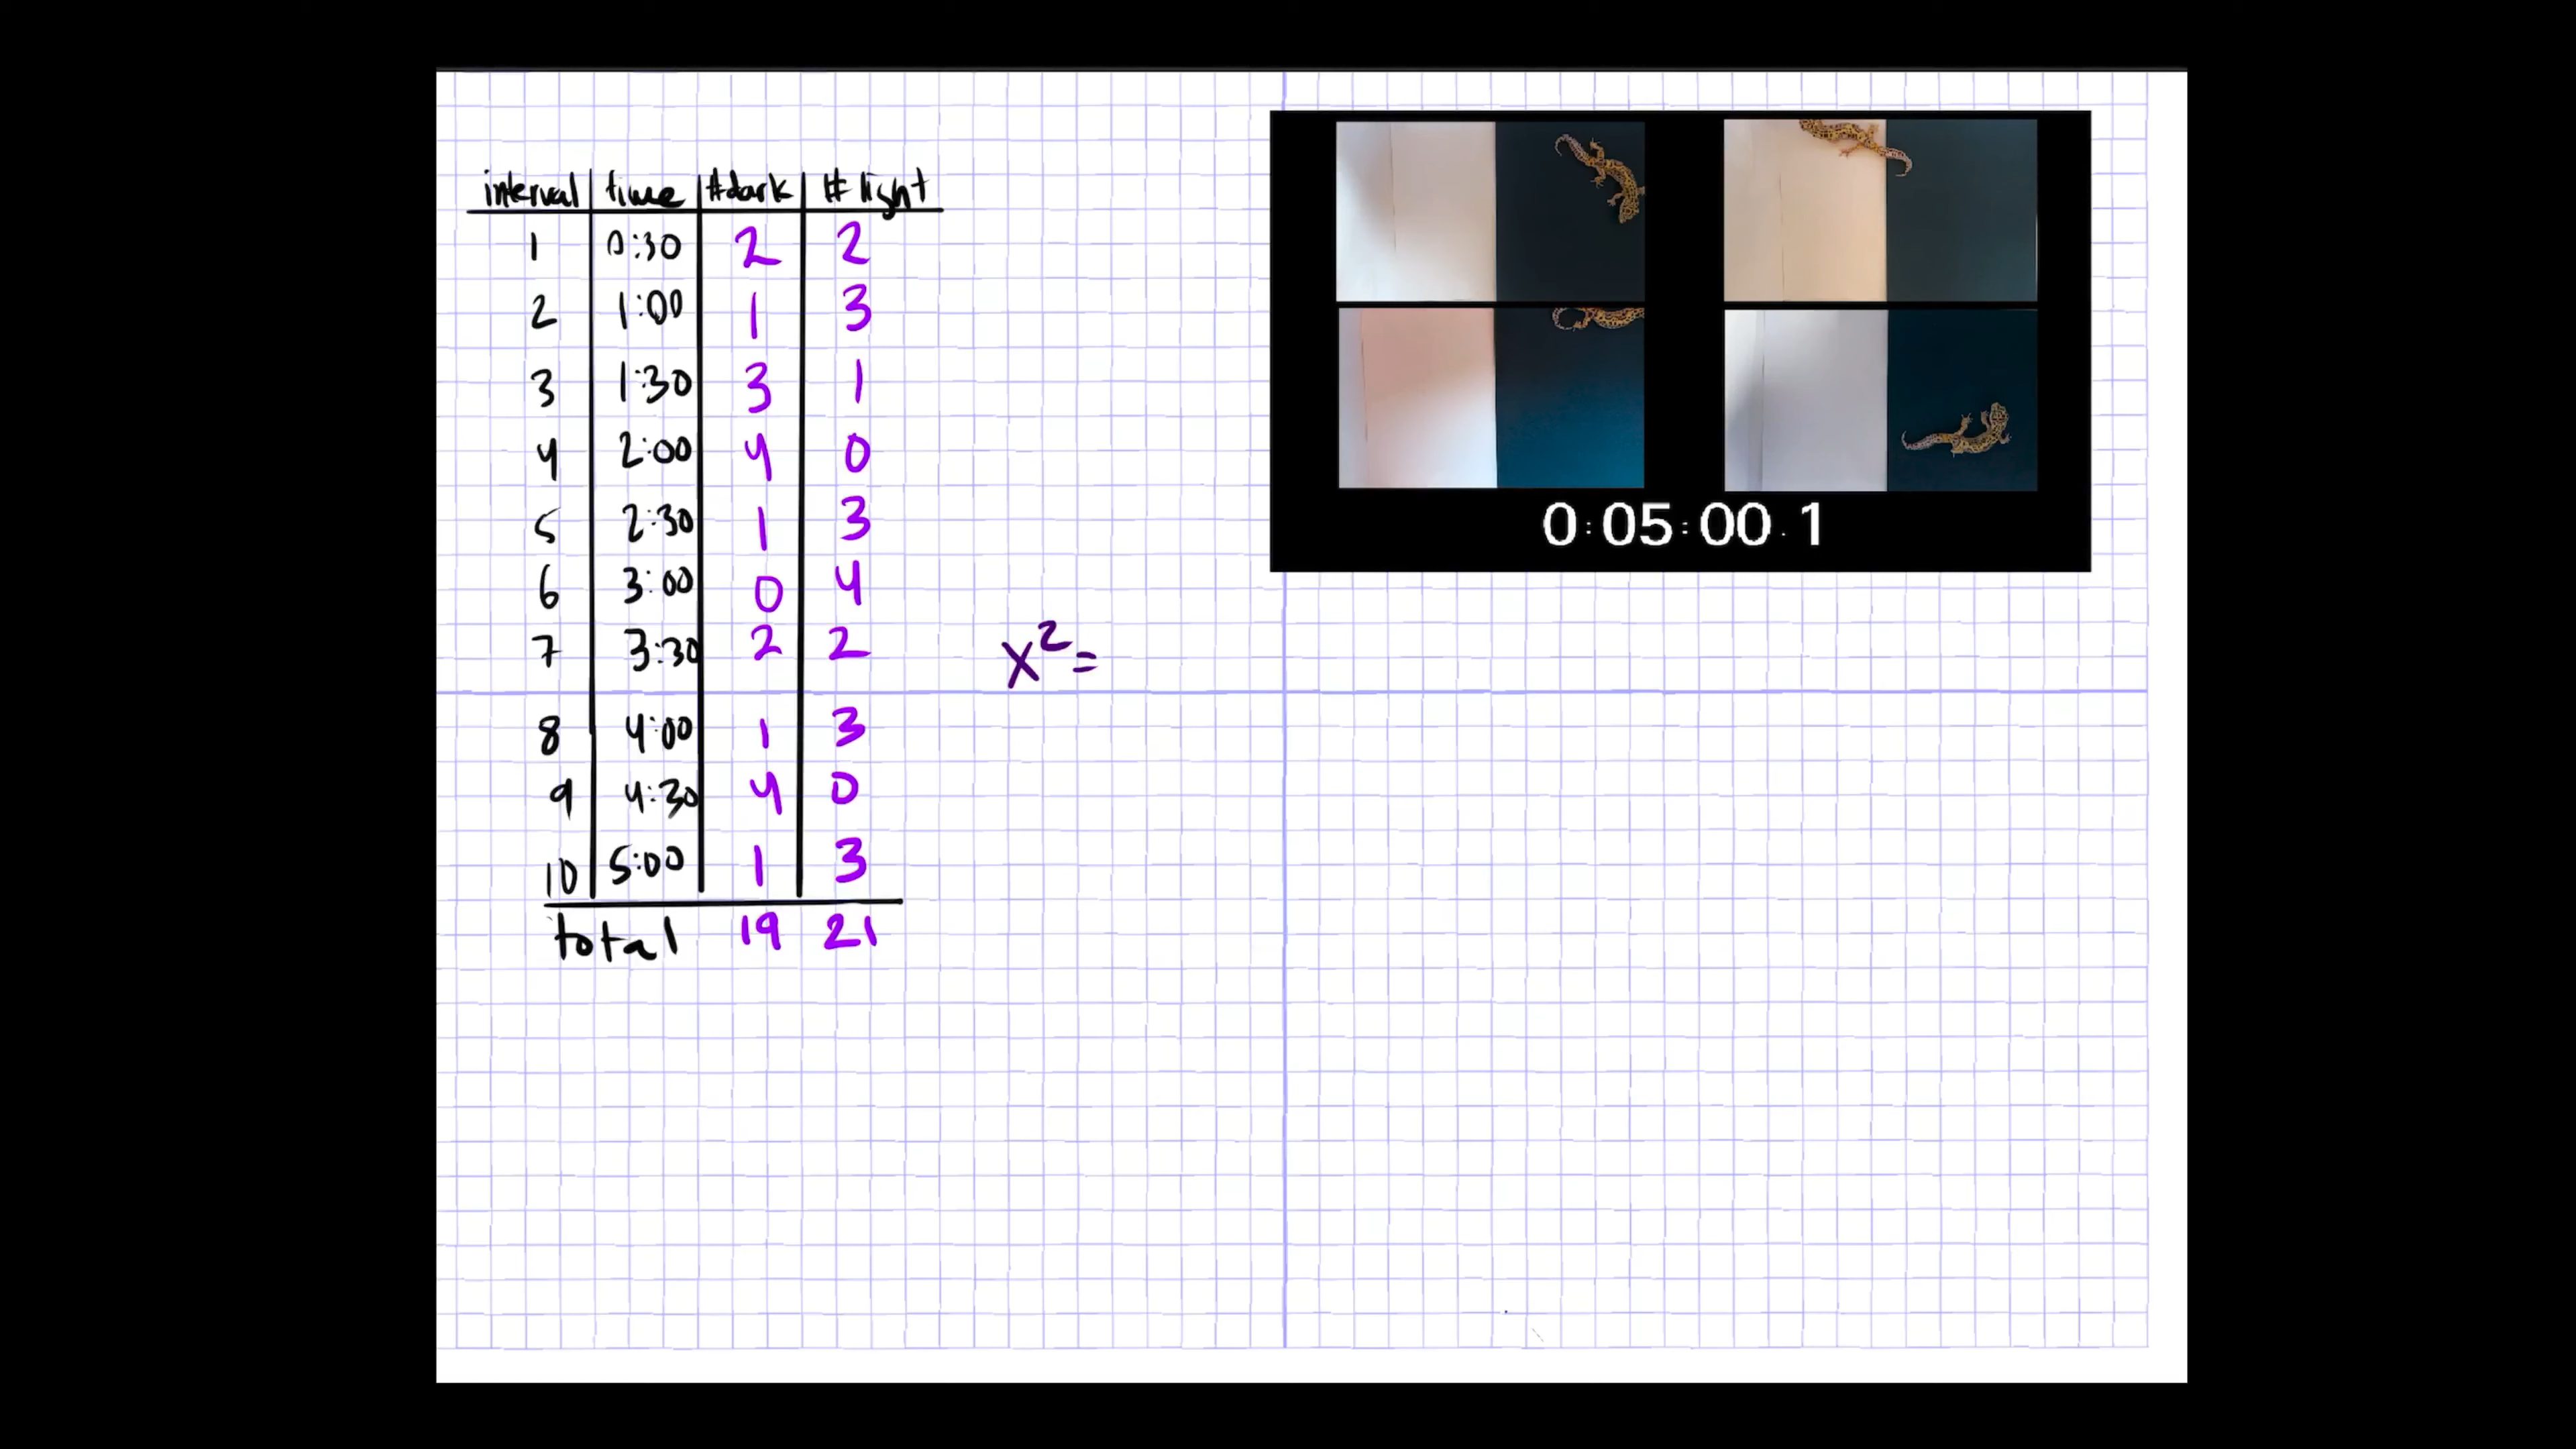 interval time #dark # light
1 0:30 2 2
2 1:00 1 3
3 1:30 3 1
4 2:00 4 0
5 2:30 1 3
6 3:00 0 4
7 3:30 2 2
8 4:00 1 3
9 4:30 4 0
10 5:00 1 3
total 19 21
0:05:00.1
X²=